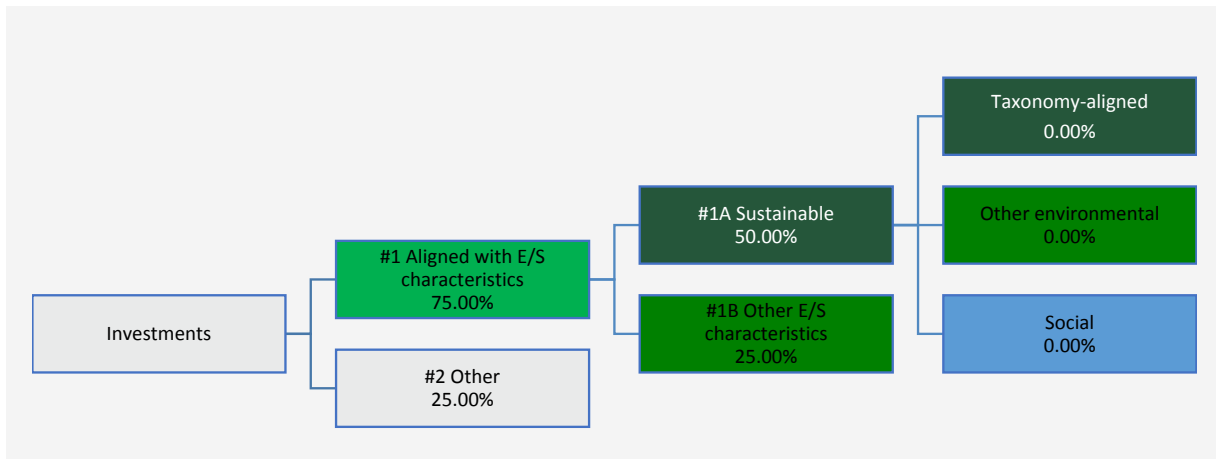 Investments
#1 Aligned with E/S
characteristics
75.00%
#2 Other
25.00%
#1A Sustainable
50.00%
#1B Other E/S
characteristics
25.00%
Taxonomy-aligned
0.00%
Other environmental
0.00%
Social
0.00%